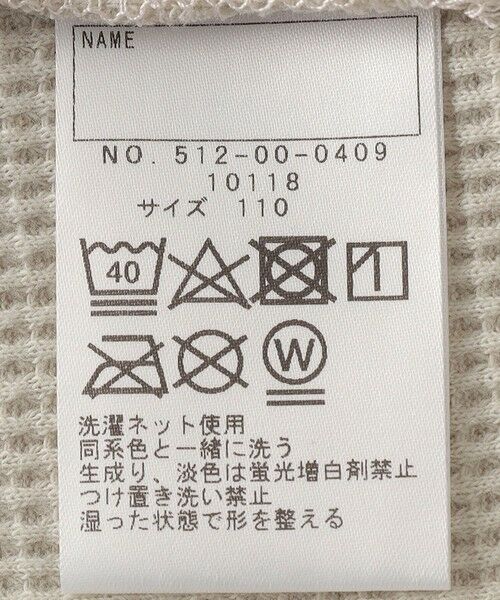 NAME
NO. 512-00-0409
10118
サイズ 110
40
W
洗濯ネット使用
同系色と一緒に洗う
生成り、淡色は蛍光増白剤禁止
つけ置き洗い禁止
湿った状態で形を整える